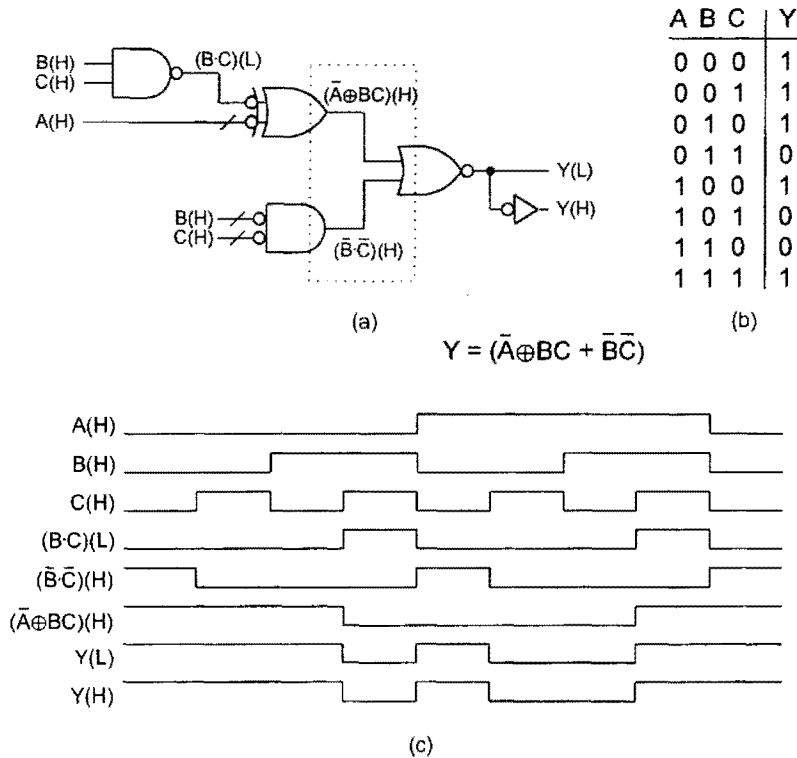 B(H)
C(H)
(B·C)(L)
A(H)
(Ā⊕BC)(H)
B(H)
C(H)
(B̄·C̄)(H)
Y(L)
Y(H)
(a)
A B C Y
0 0 0 1
0 0 1 1
0 1 0 1
0 1 1 0
1 0 0 1
1 0 1 0
1 1 0 0
1 1 1 1
(b)
Y = (Ā⊕BC + B̄C̄)
A(H)
B(H)
C(H)
(B·C)(L)
(B̄·C̄)(H)
(Ā⊕BC)(H)
Y(L)
Y(H)
(c)